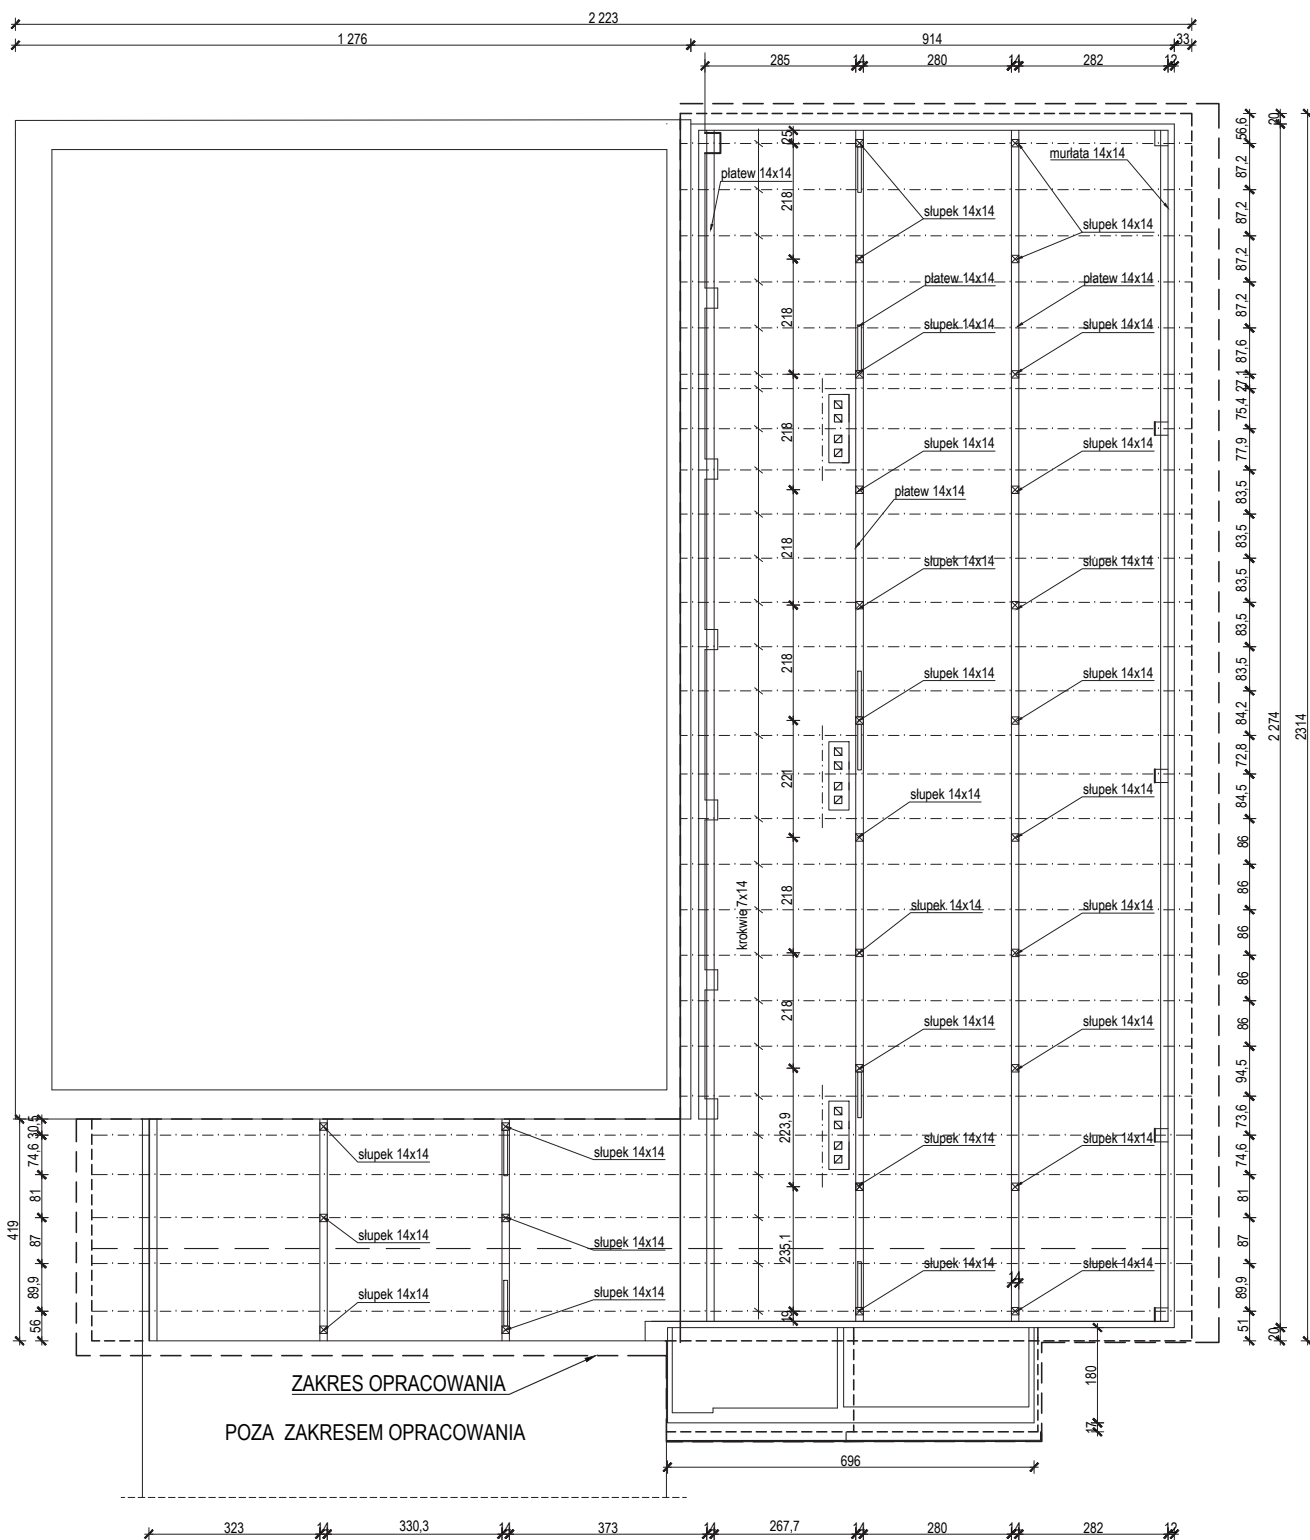 2 223
1 276
914
33
285
14
280
14
282
12
25
56,6
20
płatew 14x14
murłata 14x14
87,2
218
87,2
słupek 14x14
słupek 14x14
87,2
płatew 14x14
płatew 14x14
87,2
218
słupek 14x14
słupek 14x14
87,6
27,1
75,4
218
słupek 14x14
słupek 14x14
77,9
płatew 14x14
83,5
218
83,5
słupek 14x14
słupek 14x14
83,5
83,5
218
słupek 14x14
słupek 14x14
83,5
84,2
2 274
2314
72,8
221
słupek 14x14
słupek 14x14
84,5
86
krokwie 7x14
218
słupek 14x14
słupek 14x14
86
86
86
218
słupek 14x14
słupek 14x14
86
94,5
30,5
223,9
73,6
74,6
słupek 14x14
słupek 14x14
słupek 14x14
słupek 14x14
74,6
81
81
419
87
słupek 14x14
słupek 14x14
235,1
87
89,9
słupek 14x14
słupek 14x14
słupek 14x14
14
słupek 14x14
89,9
56
19
51
20
180
17
ZAKRES OPRACOWANIA
POZA ZAKRESEM OPRACOWANIA
696
323
14
330,3
14
373
14
267,7
14
280
14
282
12